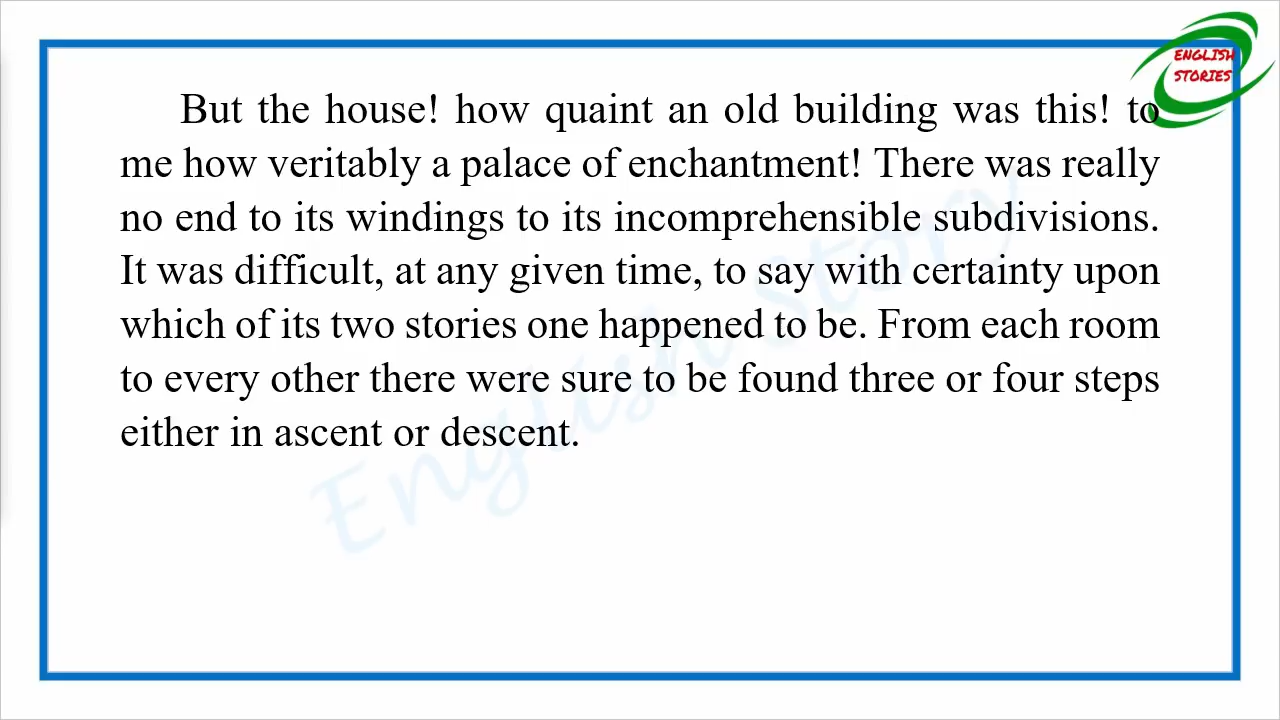 ENGLISH
STORIES
But the house! how quaint an old building was this! to
me how veritably a palace of enchantment! There was really
no end to its windings to its incomprehensible subdivisions.
It was difficult, at any given time, to say with certainty upon
which of its two stories one happened to be. From each room
to every other there were sure to be found three or four steps
either in ascent or descent.
English Story